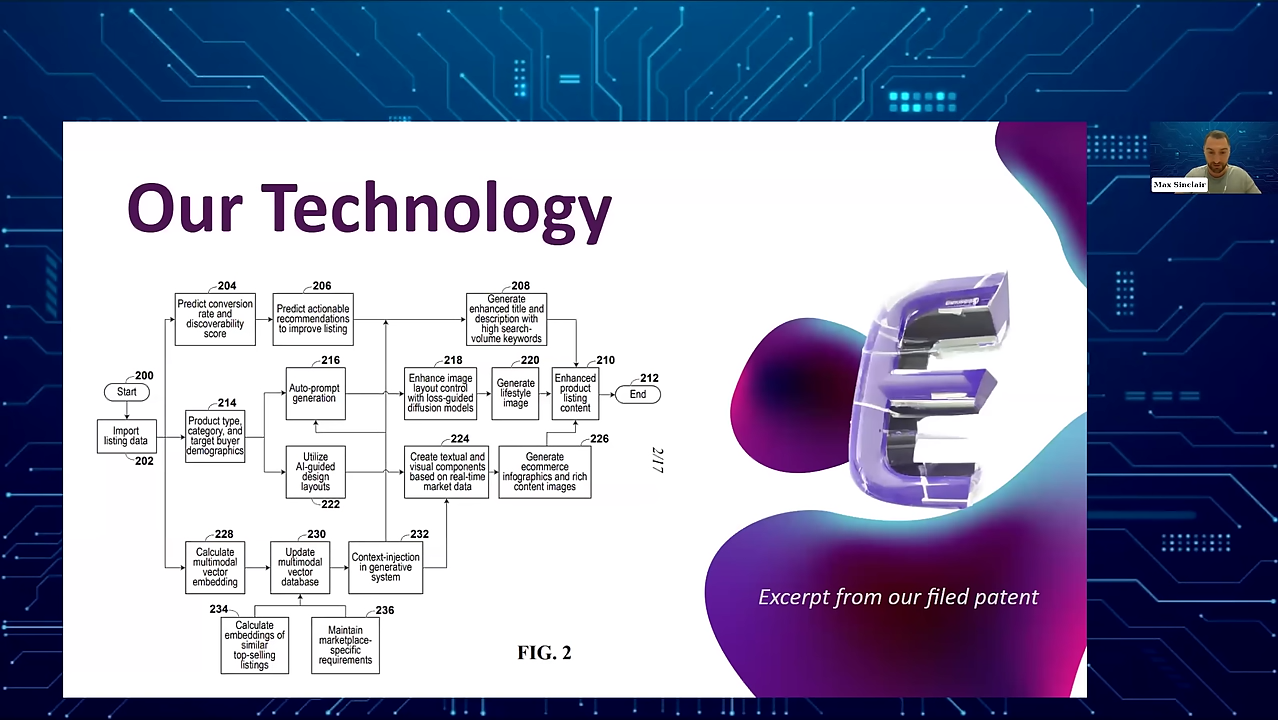 Our Technology
Max Sinclair
204
Predict conversion
rate and
discoverability
score
206
Predict actionable
recommendations
to improve listing
208
Generate
enhanced title and
description with
high search-
volume keywords
200
Start
Import
listing data
202
214
Product type,
category, and
target buyer
demographics
216
Auto-prompt
generation
218
Enhance image
layout control
with loss-guided
diffusion models
220
Generate
lifestyle
image
210
Enhanced
product
listing
content
212
End
Utilize
AI-guided
design
layouts
222
224
Create textual and
visual components
based on real-time
market data
226
Generate
ecommerce
infographics and rich
content images
2/17
228
Calculate
multimodal
vector
embedding
230
Update
multimodal
vector
database
232
Context-injection
in generative
system
234
Calculate
embeddings of
similar
top-selling
listings
236
Maintain
marketplace-
specific
requirements
FIG. 2
E
Excerpt from our filed patent